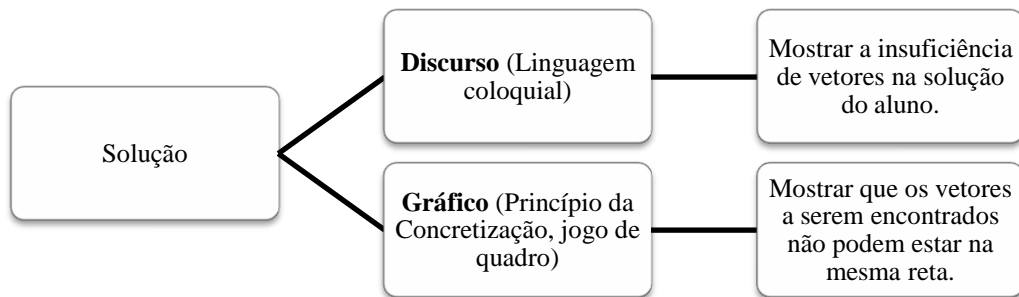 Solução
Discurso (Linguagem
coloquial)
Mostrar a insuficiência
de vetores na solução
do aluno.
Gráfico (Princípio da
Concretização, jogo de
quadro)
Mostrar que os vetores
a serem encontrados
não podem estar na
mesma reta.